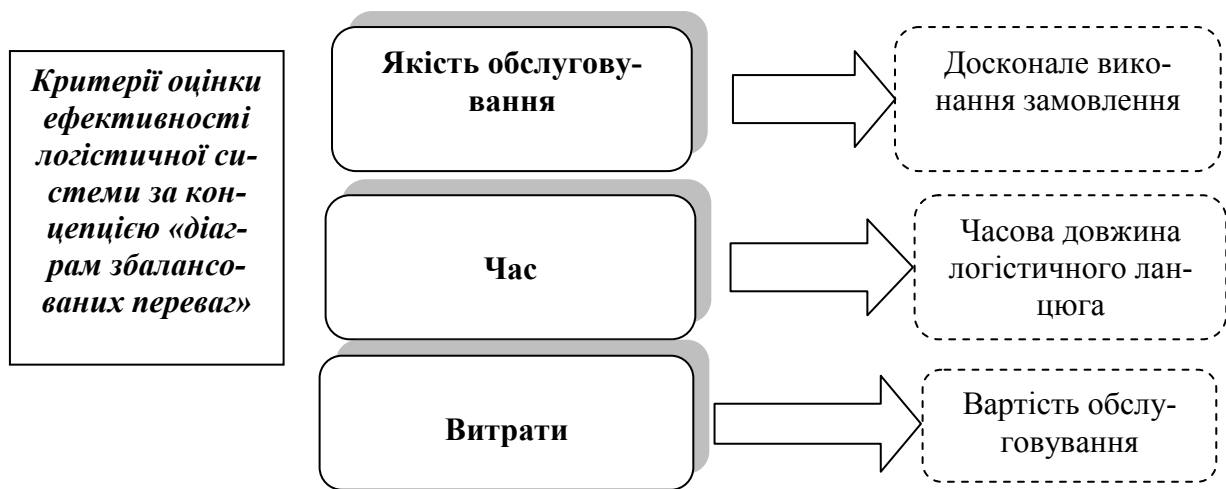 Критерії оцінки
ефективності
логістичної си-
стеми за кон-
цепцією «діаг-
рам збалансо-
ваних переваг»
Якість обслугову-
вання
Досконале вико-
нання замовлення
Час
Часова довжина
логістичного лан-
цюга
Витрати
Вартість обслу-
говування